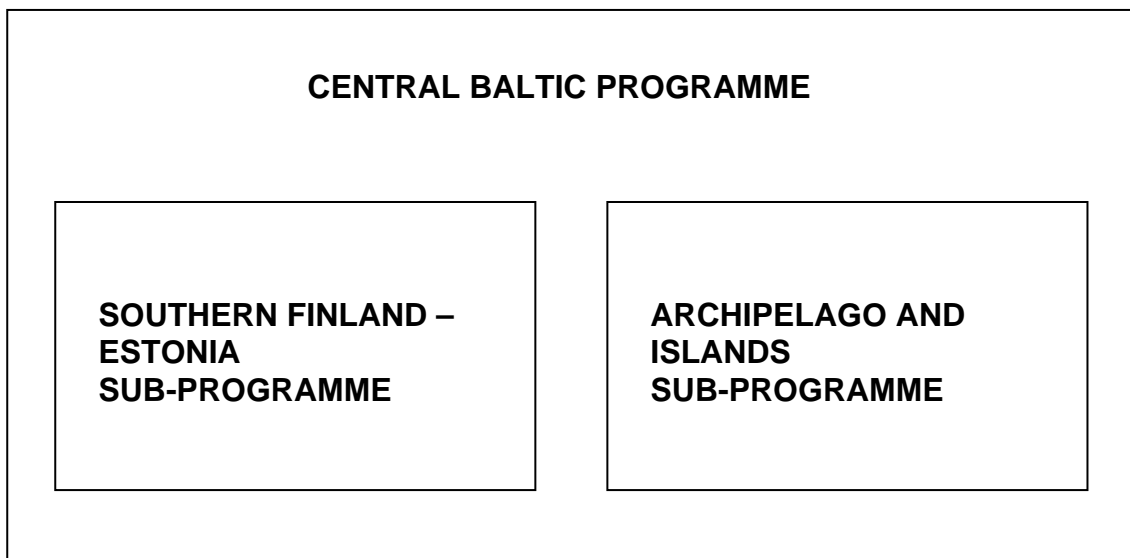 CENTRAL BALTIC PROGRAMME
SOUTHERN FINLAND –
ESTONIA
SUB-PROGRAMME
ARCHIPELAGO AND
ISLANDS
SUB-PROGRAMME